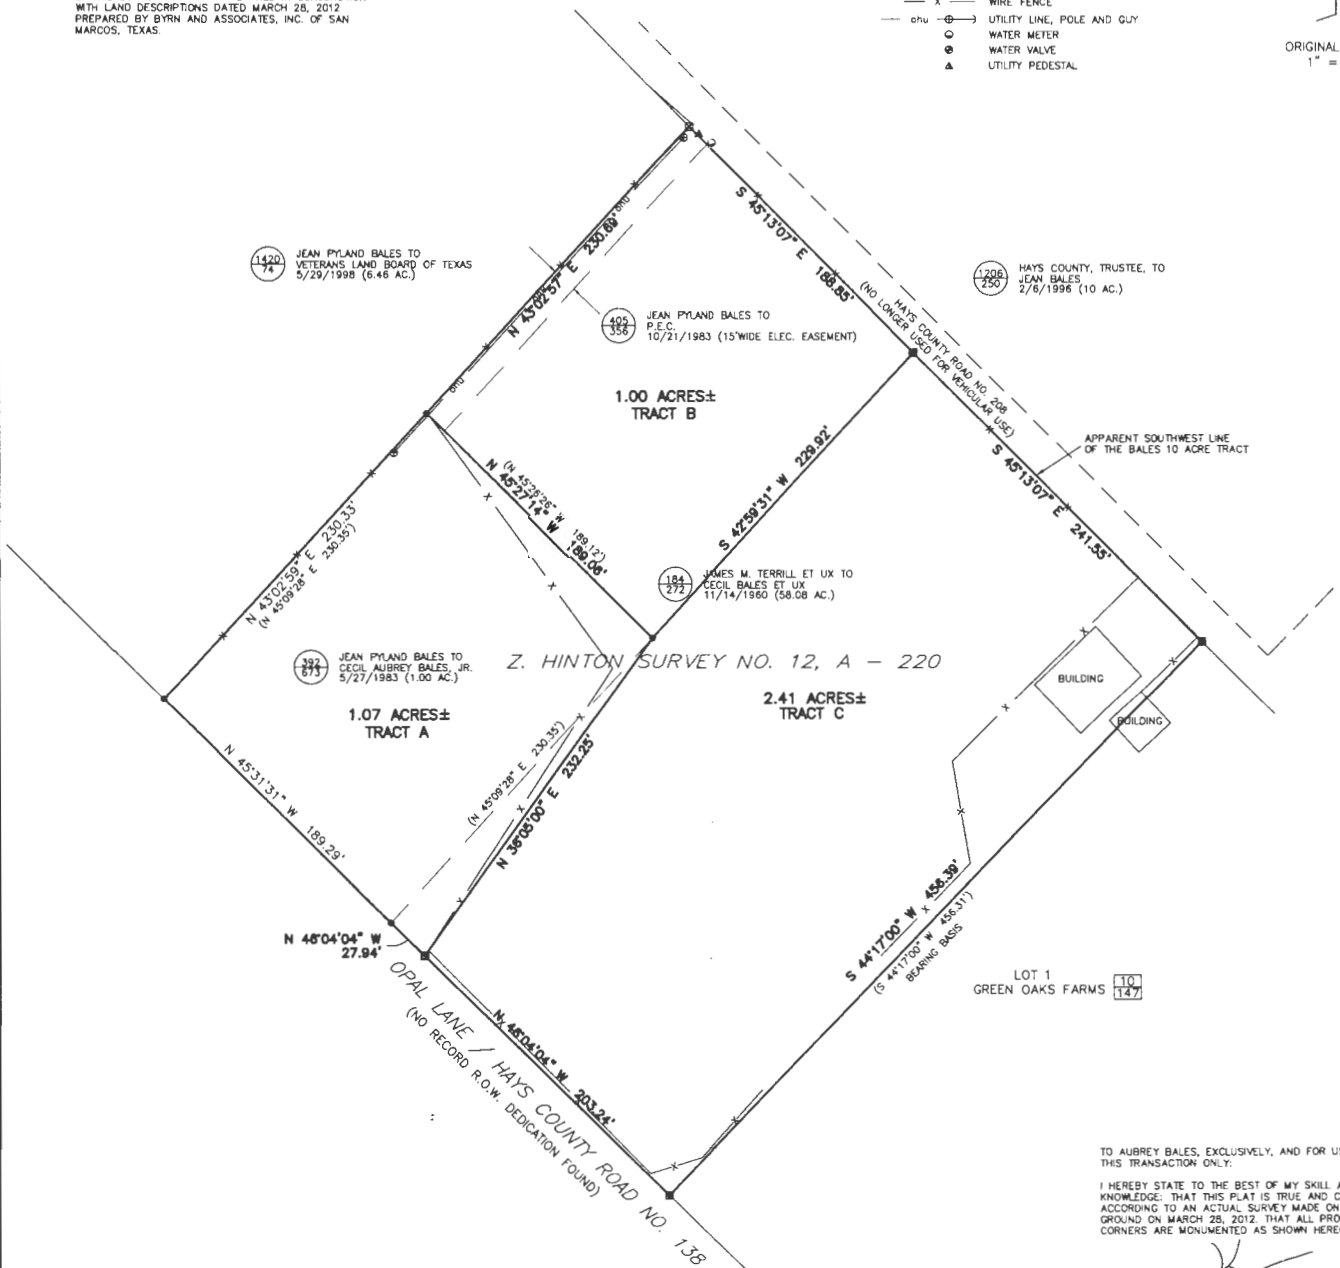 WITH LAND DESCRIPTIONS DATED MARCH 28, 2012
PREPARED BY BYRN AND ASSOCIATES, INC. OF SAN
MARCOS, TEXAS.
x WIRE FENCE
ohu UTILITY LINE, POLE AND GUY
WATER METER
WATER VALVE
UTILITY PEDESTAL
ORIGINAL
1" =
1420
74
JEAN PYLAND BALES TO
VETERANS LAND BOARD OF TEXAS
5/29/1998 (6.46 AC.)
N 43°02'57" E 230.69'
ohu
ohu
S 45°13'07" E 188.85'
HAYS COUNTY ROAD NO. 208
(NO LONGER USED FOR VEHICULAR USE)
1206
250
HAYS COUNTY, TRUSTEE, TO
JEAN BALES
2/6/1996 (10 AC.)
405
356
JEAN PYLAND BALES TO
P.E.C.
10/21/1983 (15'WIDE ELEC. EASEMENT)
1.00 ACRES±
TRACT B
APPARENT SOUTHWEST LINE
OF THE BALES 10 ACRE TRACT
S 45°13'07" E 241.55'
(N 45°26'26" W 189.12')
N 45°27'14" W 189.06'
S 42°59'31" W 229.92'
N 43°02'59" E 230.33'
(N 45°09'28" E 230.35')
184
272
JAMES M. TERRILL ET UX TO
CECIL BALES ET UX
11/14/1960 (58.08 AC.)
392
673
JEAN PYLAND BALES TO
CECIL AUBREY BALES, JR.
5/27/1983 (1.00 AC.)
Z. HINTON SURVEY NO. 12, A - 220
1.07 ACRES±
TRACT A
2.41 ACRES±
TRACT C
BUILDING
BUILDING
(N 45°09'28" E 230.35')
N 36°05'00" E 232.25'
N 45°31'31" W 189.29'
N 46°04'04" W
27.94'
S 44°17'00" W 456.39'
(S 44°17'00" W 456.31')
BEARING BASIS
LOT 1
GREEN OAKS FARMS
10
147
N 46°04'04" W 203.24'
OPAL LANE / HAYS COUNTY ROAD NO. 138
(NO RECORD R.O.W. DEDICATION FOUND)
TO AUBREY BALES, EXCLUSIVELY, AND FOR
THIS TRANSACTION ONLY:
I HEREBY STATE TO THE BEST OF MY SKILL
KNOWLEDGE: THAT THIS PLAT IS TRUE AND
ACCORDING TO AN ACTUAL SURVEY MADE ON
GROUND ON MARCH 28, 2012. THAT ALL
CORNERS ARE MONUMENTED AS SHOWN